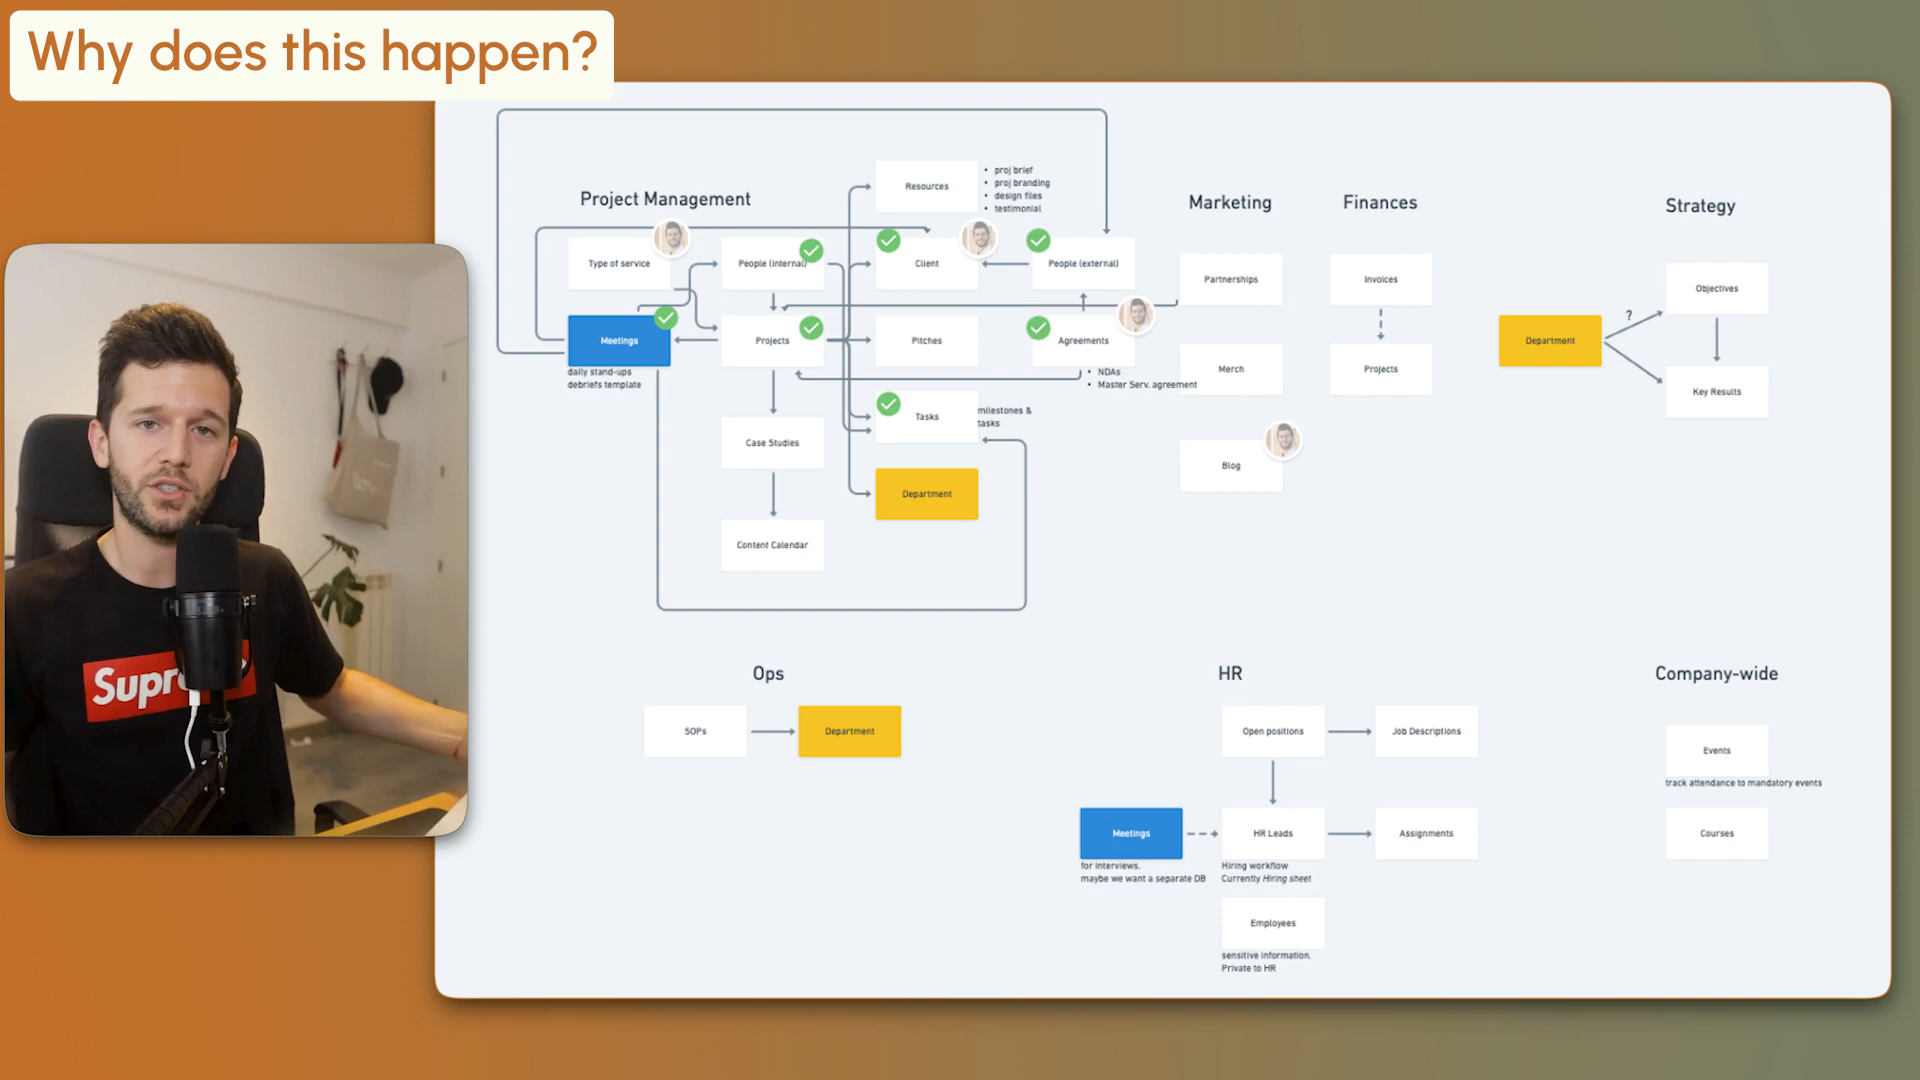 Why does this happen?
Project Management
Marketing
Finances
Strategy
Resources
• proj brief
• proj branding
• design files
• testimonial
Type of service
People (internal)
Client
People (external)
Partnerships
Invoices
Objectives
?
Meetings
daily stand-ups
debriefs template
Projects
Pitches
Agreements
• NDAs
• Master Serv. agreement
Merch
Projects
Department
Key Results
Case Studies
Tasks
milestones &
tasks
Blog
Department
Content Calendar
Ops
HR
Company-wide
SOPs
Department
Open positions
Job Descriptions
Events
track attendance to mandatory events
Meetings
for interviews.
maybe we want a separate DB
HR Leads
Hiring workflow
Currently Hiring sheet
Assignments
Courses
Employees
sensitive information.
Private to HR
Supr